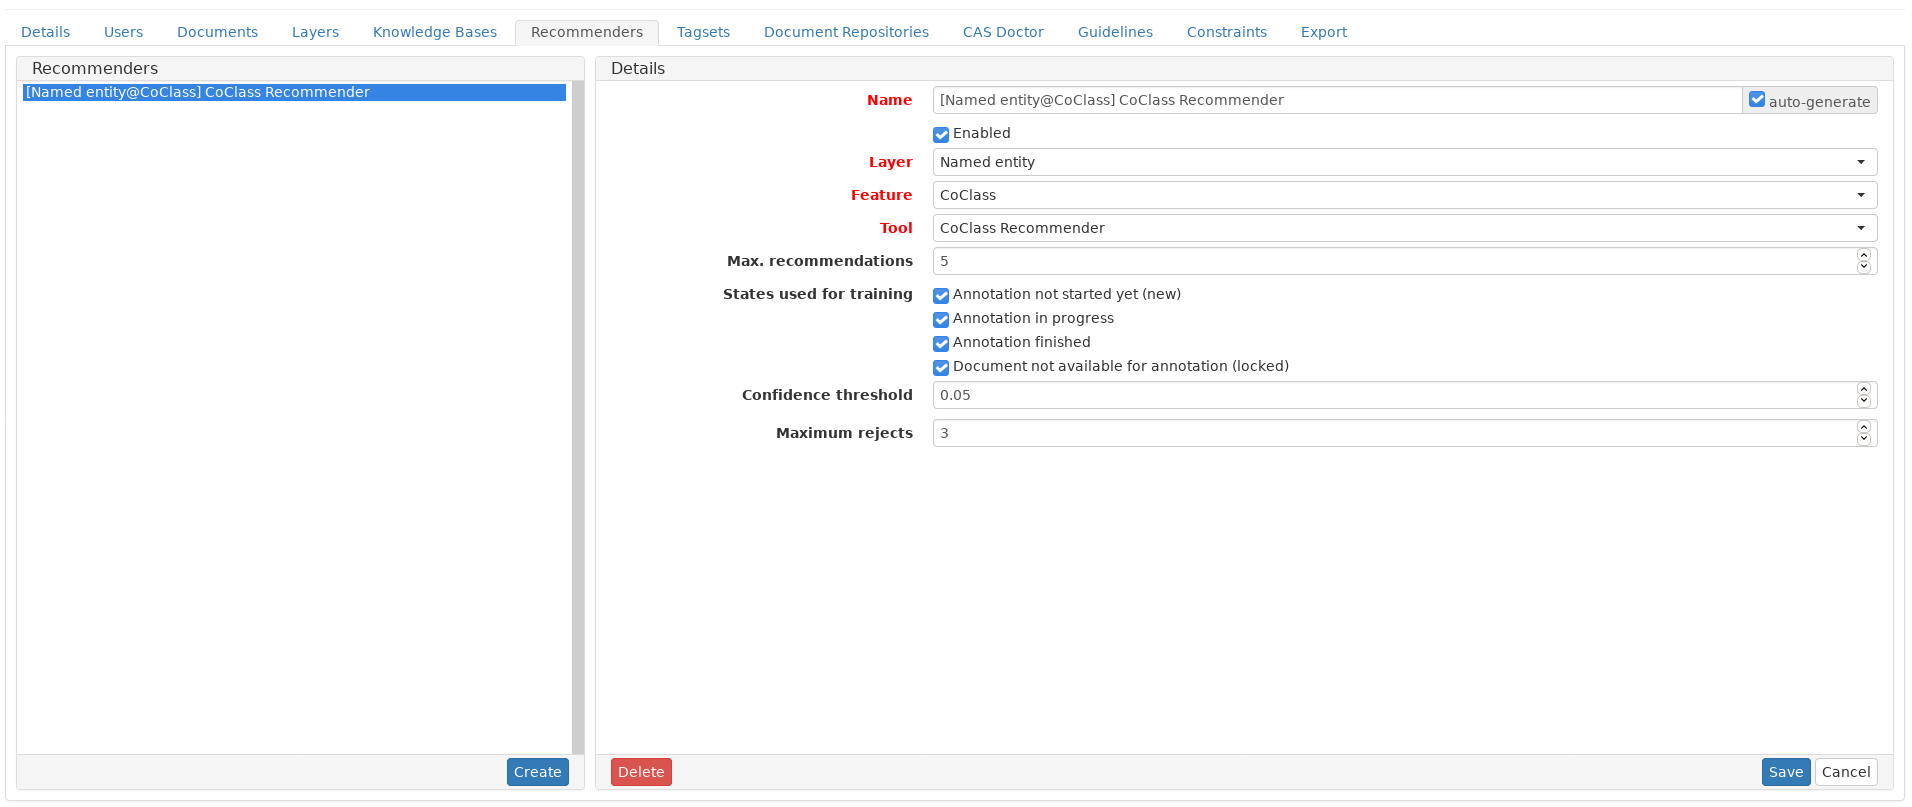 Details Users Documents Layers Knowledge Bases Recommenders Tagsets Document Repositories CAS Doctor Guidelines Constraints Export
Recommenders
[Named entity@CoClass] CoClass Recommender
Create
Details
Name [Named entity@CoClass] CoClass Recommender auto-generate
Enabled
Layer Named entity
Feature CoClass
Tool CoClass Recommender
Max. recommendations 5
States used for training Annotation not started yet (new)
Annotation in progress
Annotation finished
Document not available for annotation (locked)
Confidence threshold 0.05
Maximum rejects 3
Delete Save Cancel